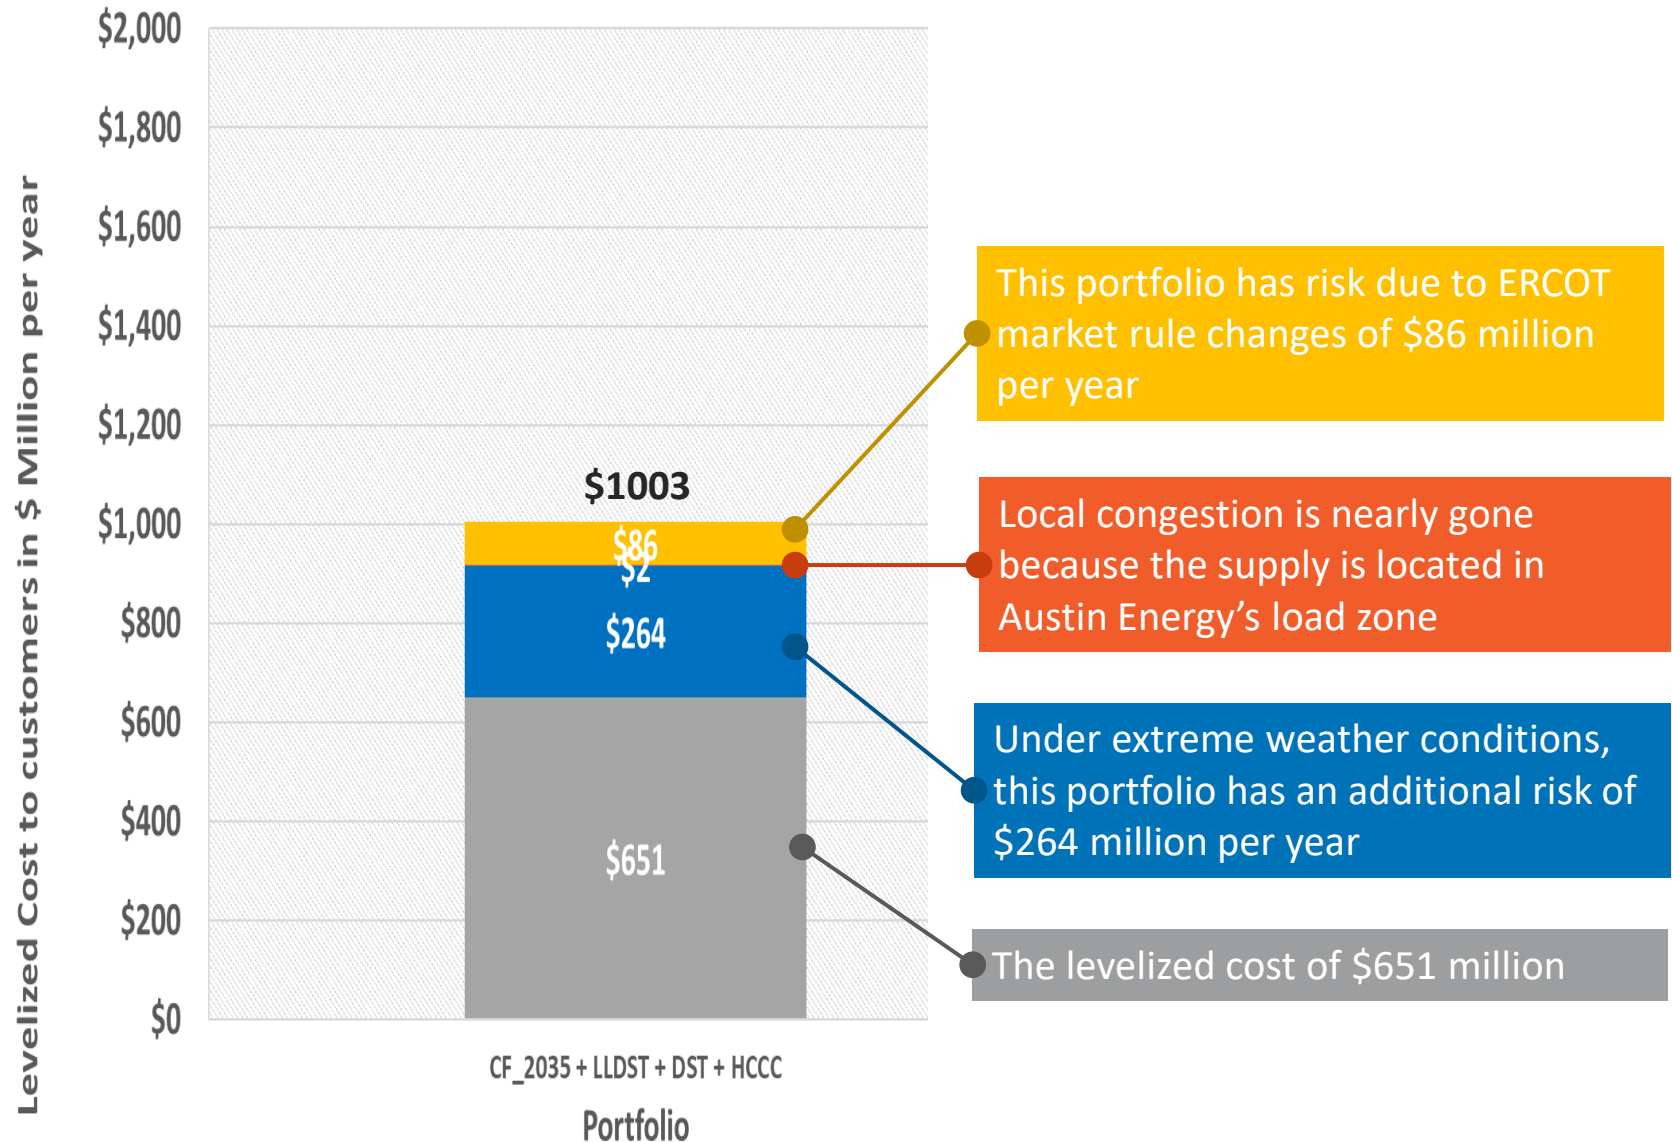 Levelized Cost to customers in $ Million per year
$2,000
$1,800
$1,600
$1,400
$1,200
$1,000
$800
$600
$400
$200
$0
$1003
$86
$2
$264
$651
CF_2035 + LLDST + DST + HCCC
Portfolio
This portfolio has risk due to ERCOT
market rule changes of $86 million
per year
Local congestion is nearly gone
because the supply is located in
Austin Energy’s load zone
Under extreme weather conditions,
this portfolio has an additional risk of
$264 million per year
The levelized cost of $651 million